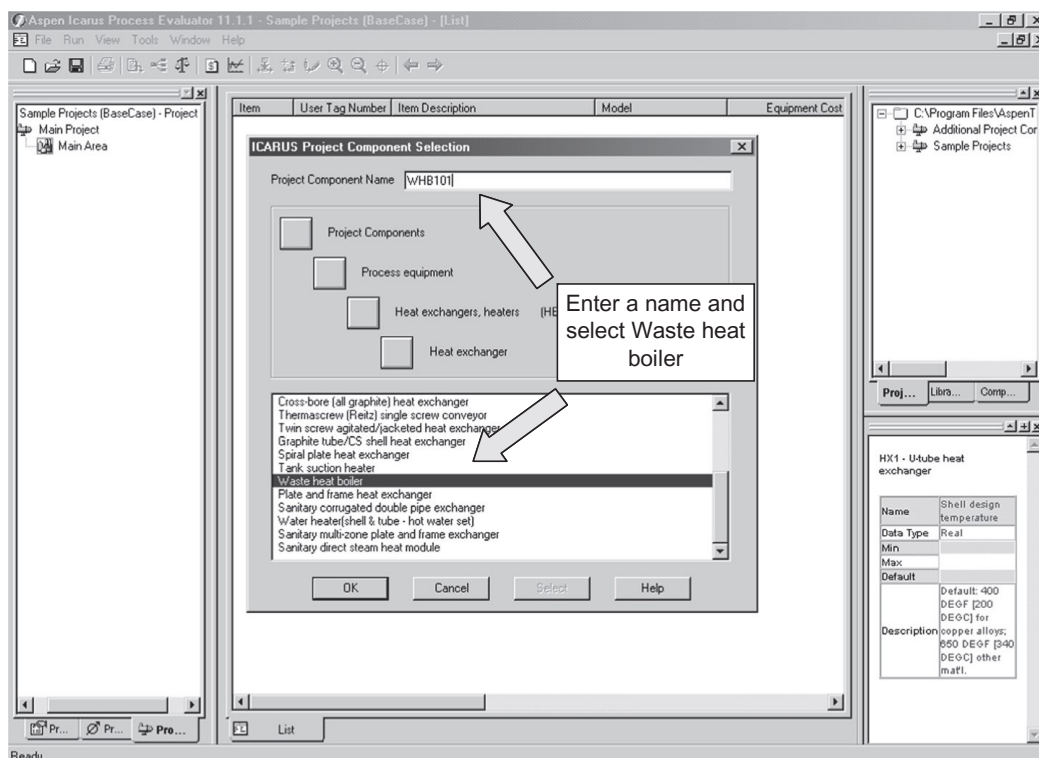 Aspen Icarus Process Evaluator 11.1.1 - Sample Projects (BaseCase) - [List]
File Run View Tools Window Help
Sample Projects (BaseCase) - Project
Main Project
Main Area
Item User Tag Number Item Description Model Equipment Cost
ICARUS Project Component Selection
Project Component Name WHB101
Project Components
Process equipment
Heat exchangers, heaters (HE
Heat exchanger
Enter a name and
select Waste heat
boiler
Cross-bore (all graphite) heat exchanger
Thermascrew (Reitz) single screw conveyor
Twin screw agitated/jacketed heat exchanger
Graphite tube/CS shell heat exchanger
Spiral plate heat exchanger
Tank suction heater
Waste heat boiler
Plate and frame heat exchanger
Sanitary corrugated double pipe exchanger
Water heater(shell & tube - hot water set)
Sanitary multi-zone plate and frame exchanger
Sanitary direct steam heat module
OK Cancel Select Help
C:\Program Files\AspenT
Additional Project Cor
Sample Projects
Proj... Libra... Comp...
HX1 - U-tube heat
exchanger
Name Shell design
temperature
Data Type Real
Min
Max
Default
Description Default: 400
DEGF [200
DEGC] for
copper alloys;
650 DEGF [340
DEGC] other
mat'l.
Pr... Pr... Pro...
List
Ready